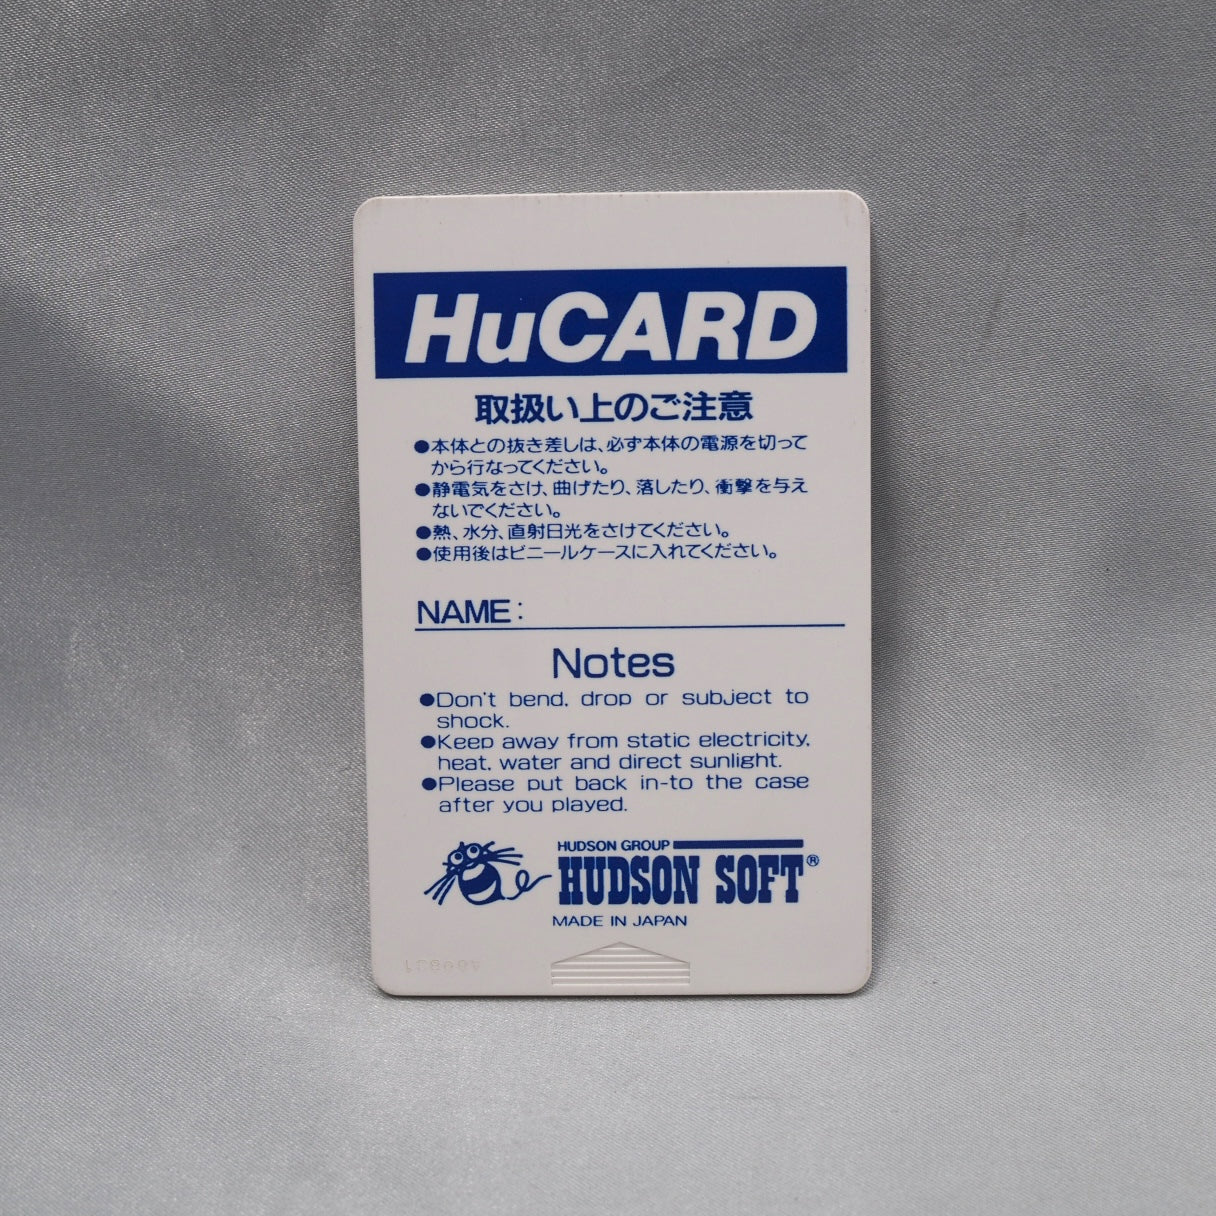 HuCARD
取扱い上のご注意
●本体との抜き差しは、必ず本体の電源を切って
から行なってください。
●静電気をさけ、曲げたり、落したり、衝撃を与え
ないでください。
●熱、水分、直射日光をさけてください。
●使用後はビニールケースに入れてください。
NAME:
Notes
●Don't bend, drop or subject to
shock.
●Keep away from static electricity,
heat, water and direct sunlight.
●Please put back in-to the case
after you played.
HUDSON GROUP
HUDSON SOFT®
MADE IN JAPAN